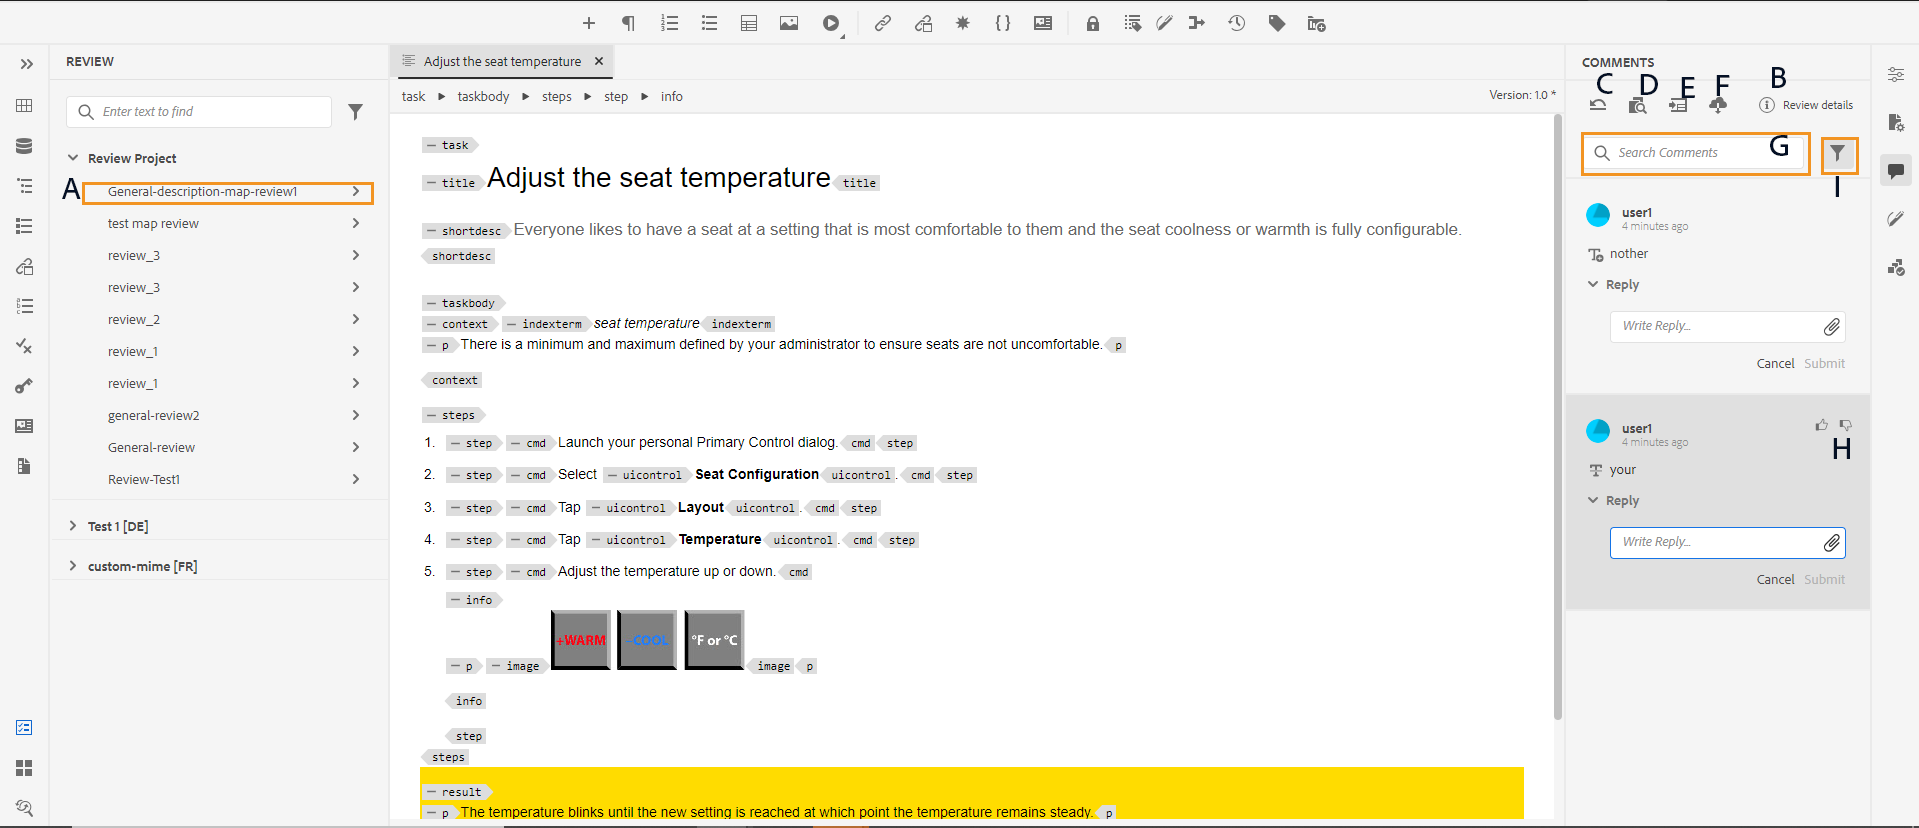 REVIEW
Enter text to find
Review Project
A
General-description-map-review1
test map review
review_3
review_3
review_2
review_1
review_1
general-review2
General-review
Review-Test1
Test 1 [DE]
custom-mime [FR]
Adjust the seat temperature
task taskbody steps step info
Version: 1.0 *
task
title Adjust the seat temperature title
shortdesc Everyone likes to have a seat at a setting that is most comfortable to them and the seat coolness or warmth is fully configurable.
shortdesc
taskbody
context indexterm seat temperature indexterm
p There is a minimum and maximum defined by your administrator to ensure seats are not uncomfortable. p
context
steps
1. step cmd Launch your personal Primary Control dialog. cmd step
2. step cmd Select uicontrol Seat Configuration uicontrol . cmd step
3. step cmd Tap uicontrol Layout uicontrol . cmd step
4. step cmd Tap uicontrol Temperature uicontrol . cmd step
5. step cmd Adjust the temperature up or down. cmd
info
+WARM -COOL °F or °C
p image image p
info
step
steps
result
p The temperature blinks until the new setting is reached at which point the temperature remains steady. p
COMMENTS
C D E F B
Review details
Search Comments G
I
user1
4 minutes ago
nother
Reply
Write Reply...
Cancel Submit
user1
4 minutes ago
H
your
Reply
Write Reply...
Cancel Submit